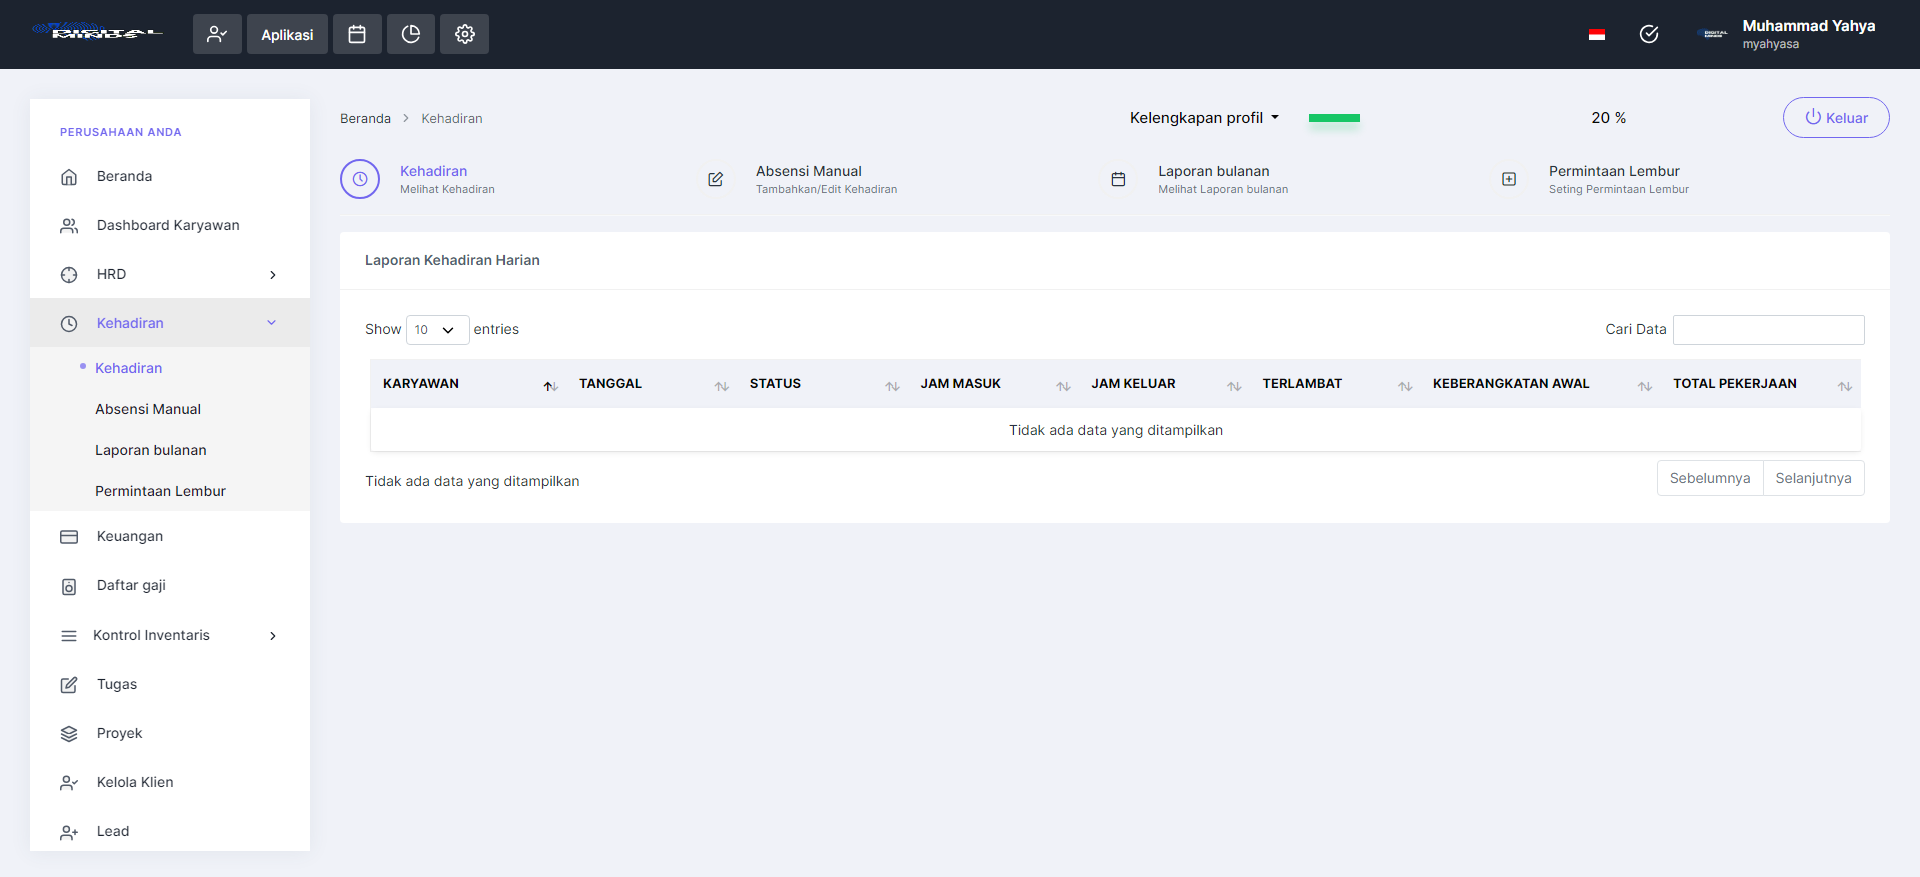 DIGITAL
MINDS
Aplikasi
DIGITAL
Muhammad Yahya
myahyasa
PERUSAHAAN ANDA
Beranda
Dashboard Karyawan
HRD
Kehadiran
Kehadiran
Absensi Manual
Laporan bulanan
Permintaan Lembur
Keuangan
Daftar gaji
Kontrol Inventaris
Tugas
Proyek
Kelola Klien
Lead
Beranda > Kehadiran
Kelengkapan profil
20 %
Keluar
Kehadiran
Melihat Kehadiran
Absensi Manual
Tambahkan/Edit Kehadiran
Laporan bulanan
Melihat Laporan bulanan
Permintaan Lembur
Seting Permintaan Lembur
Laporan Kehadiran Harian
Show 10 entries
Cari Data
KARYAWAN TANGGAL STATUS JAM MASUK JAM KELUAR TERLAMBAT KEBERANGKATAN AWAL TOTAL PEKERJAAN
Tidak ada data yang ditampilkan
Tidak ada data yang ditampilkan
Sebelumnya Selanjutnya